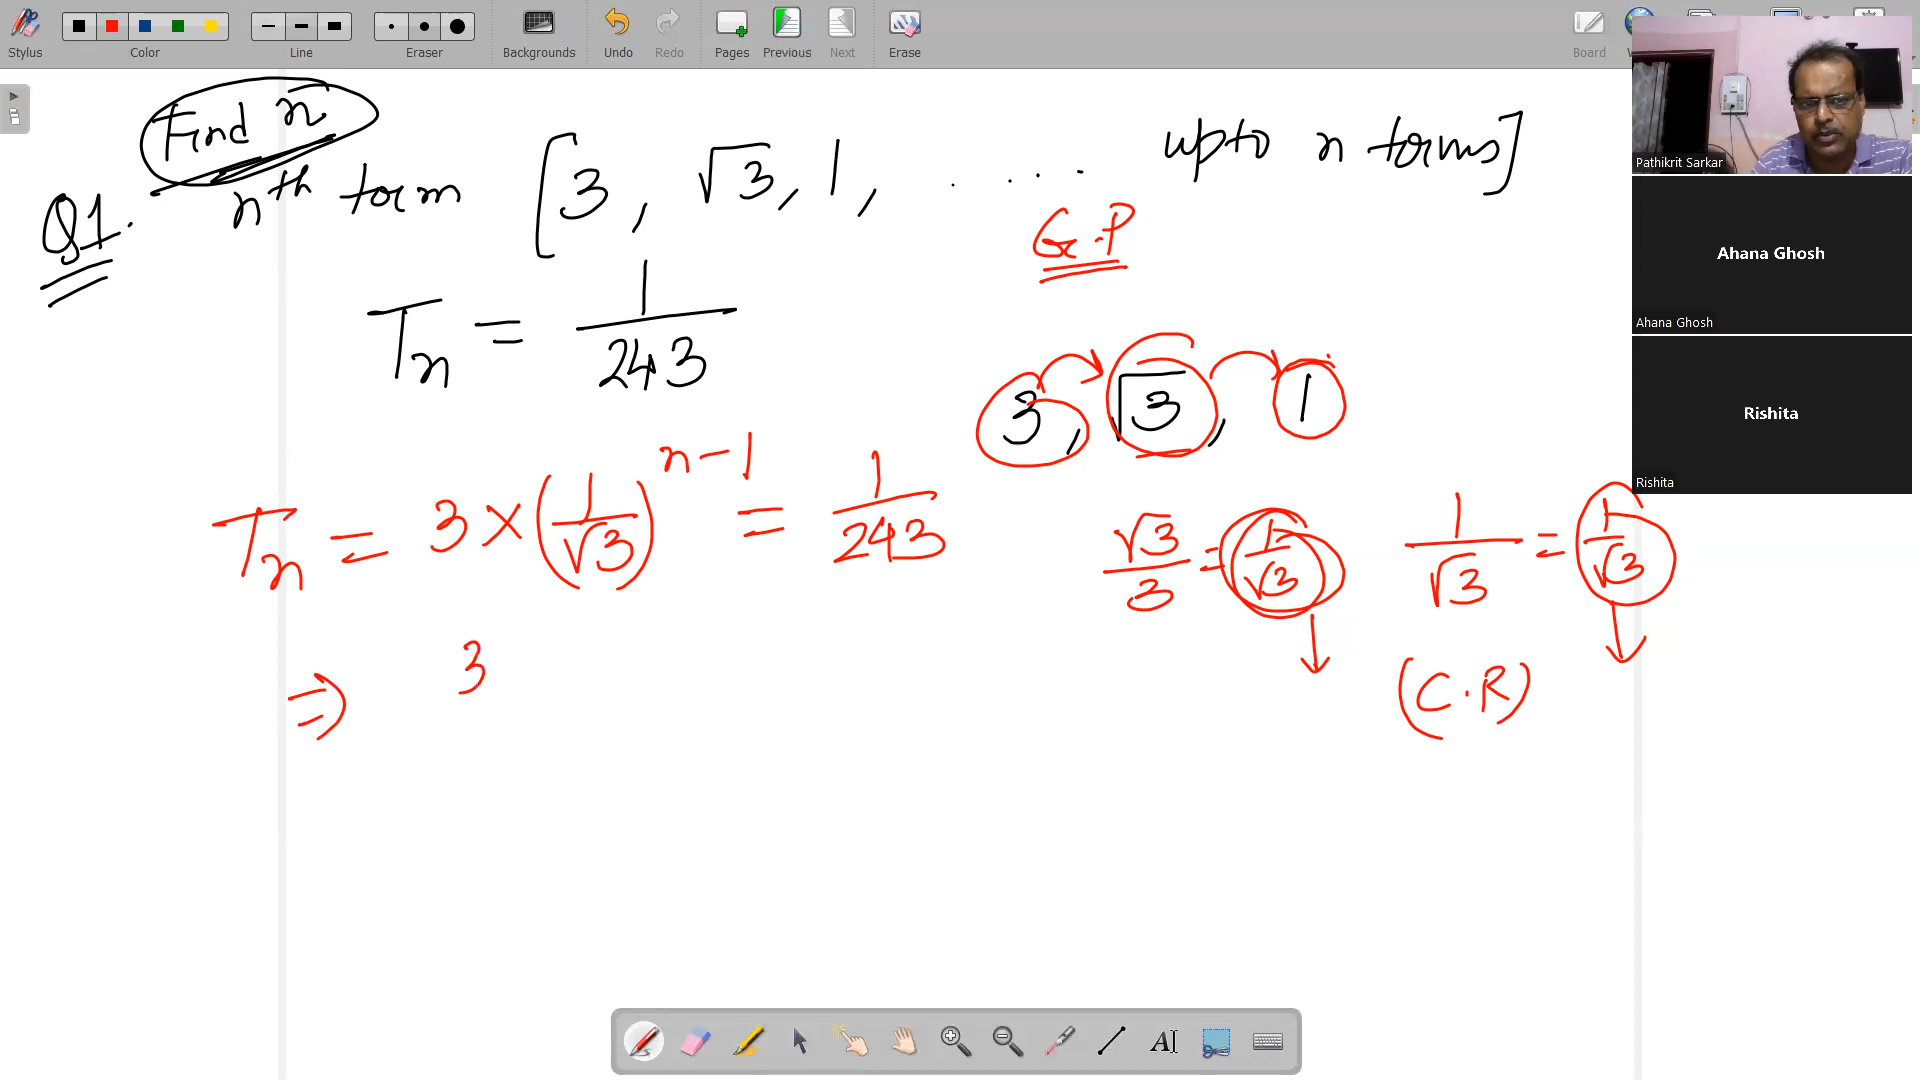 Stylus Color Line Eraser Backgrounds Undo Redo Pages Previous Next Erase Board
Pathikrit Sarkar
Ahana Ghosh
Ahana Ghosh
Rishita
Rishita
Find n
Q1. nth term [3, √3, 1, ..... upto n terms]
G.P
Tn = 1/243
3, √3, 1
Tn = 3 × (1/√3)^(n-1) = 1/243
√3/3 = 1/√3
1/√3 = 1/√3
(C.R)
⇒ 3